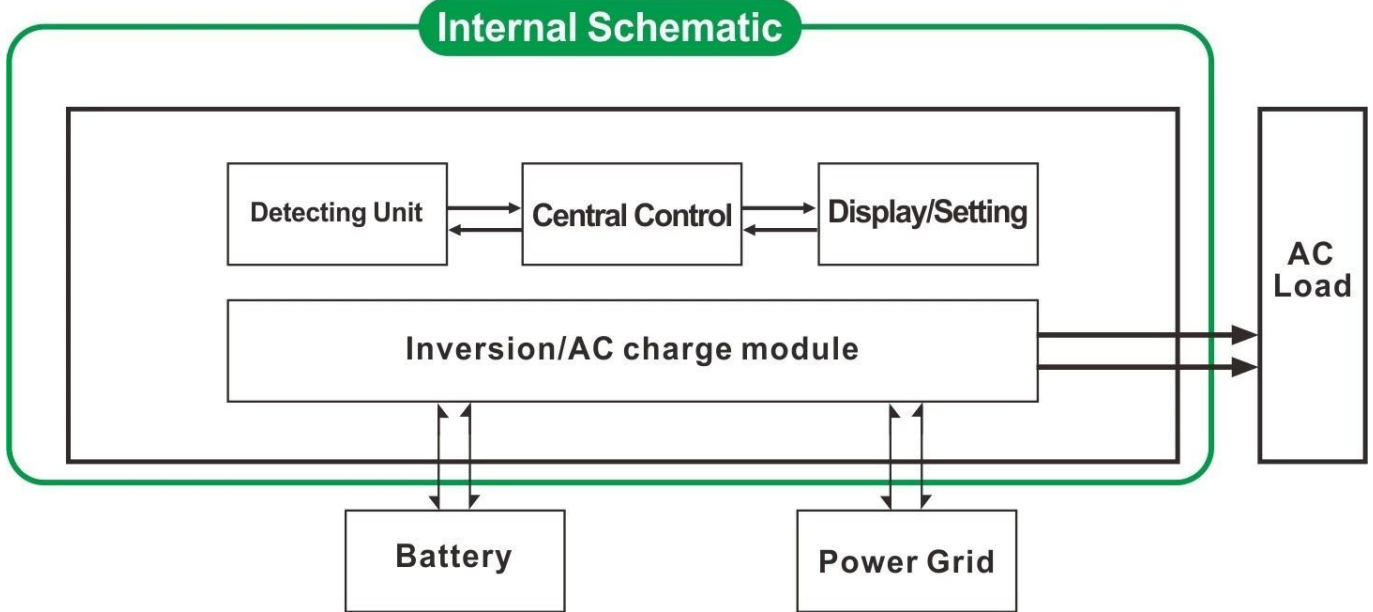 Internal Schematic
Detecting Unit
Central Control
Display/Setting
AC
Load
Inversion/AC charge module
Battery
Power Grid